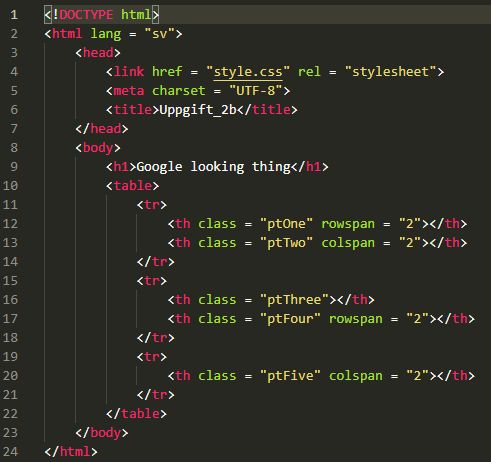 1 <!DOCTYPE html>
2 <html lang = "sv">
3 <head>
4 <link href = "style.css" rel = "stylesheet">
5 <meta charset = "UTF-8">
6 <title>Uppgift_2b</title>
7 </head>
8 <body>
9 <h1>Google looking thing</h1>
10 <table>
11 <tr>
12 <th class = "ptOne" rowspan = "2"></th>
13 <th class = "ptTwo" colspan = "2"></th>
14 </tr>
15 <tr>
16 <th class = "ptThree"></th>
17 <th class = "ptFour" rowspan = "2"></th>
18 </tr>
19 <tr>
20 <th class = "ptFive" colspan = "2"></th>
21 </tr>
22 </table>
23 </body>
24 </html>